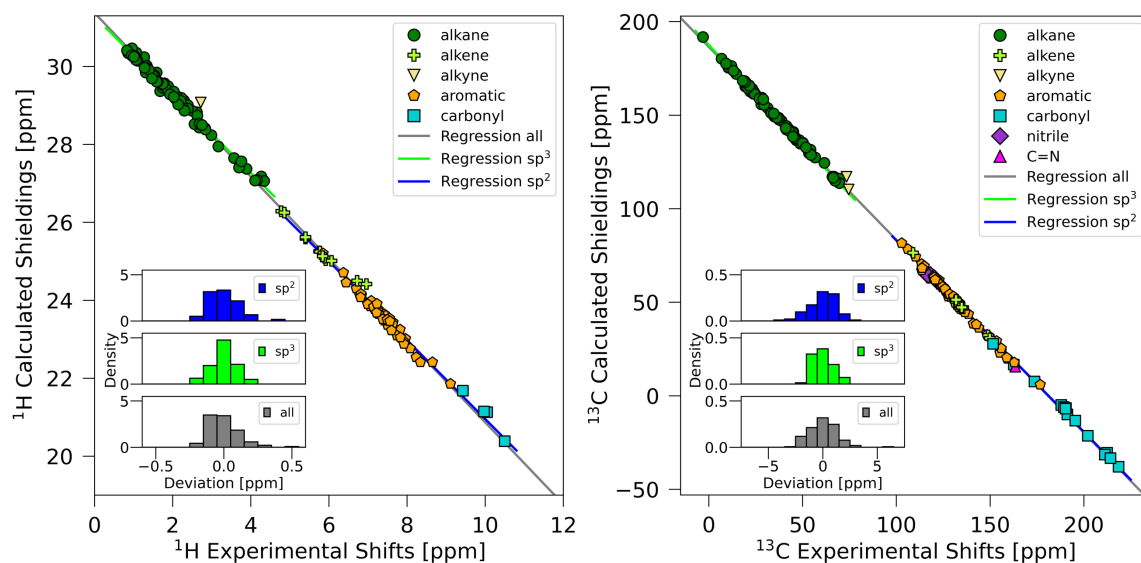 30
28
26
24
22
20
0
2
4
6
8
10
12
¹H Calculated Shieldings [ppm]
¹H Experimental Shifts [ppm]
alkane
alkene
alkyne
aromatic
carbonyl
Regression all
Regression sp³
Regression sp²
5
0
sp²
5
0
sp³
5
0
all
Density
−0.5
0.0
0.5
Deviation [ppm]
200
150
100
50
0
−50
0
50
100
150
200
¹³C Calculated Shieldings [ppm]
¹³C Experimental Shifts [ppm]
alkane
alkene
alkyne
aromatic
carbonyl
nitrile
C=N
Regression all
Regression sp³
Regression sp²
0.5
0.0
sp²
0.5
0.0
sp³
0.5
0.0
all
Density
−5
0
5
Deviation [ppm]